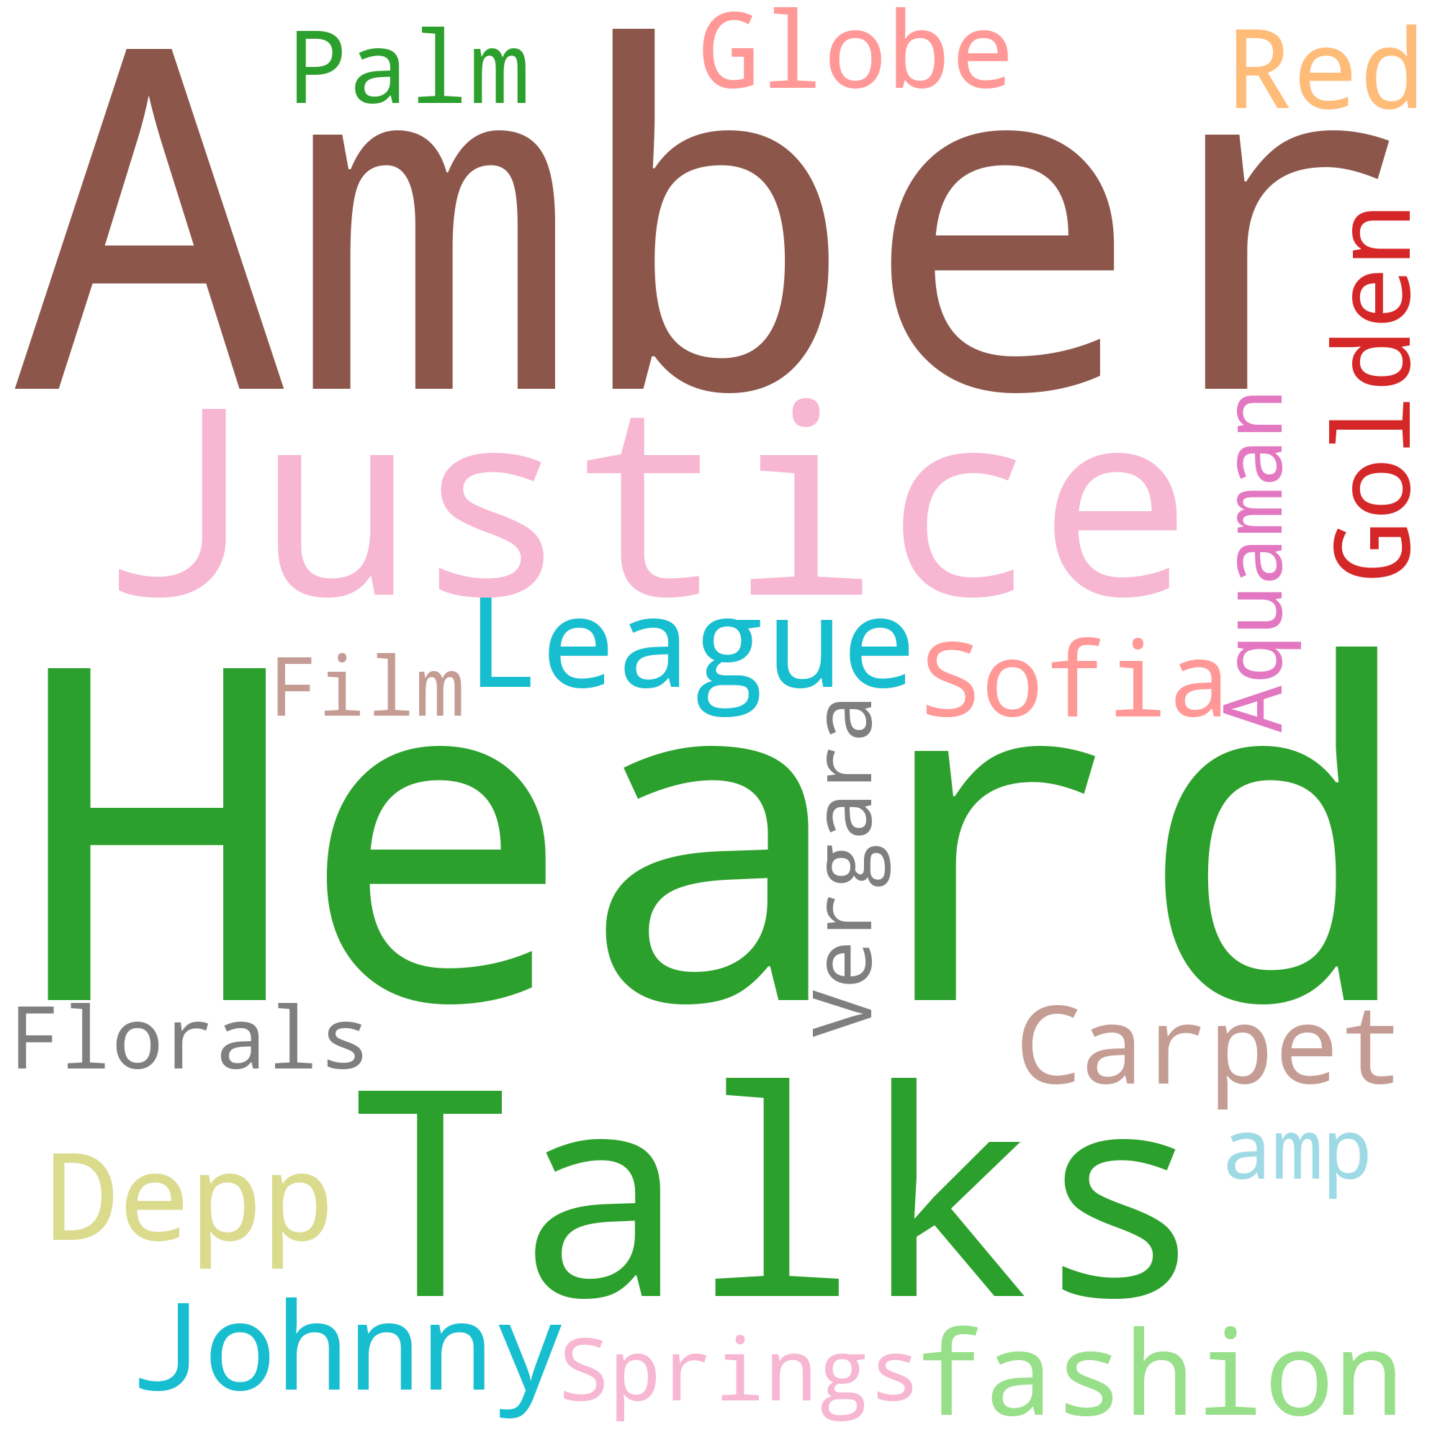 Palm
Globe
Red
Amber
Golden
Justice
Aquaman
League
Sofia
Film
Heard
Vergara
Florals
Carpet
Talks
amp
Depp
Johnny
Springs
fashion